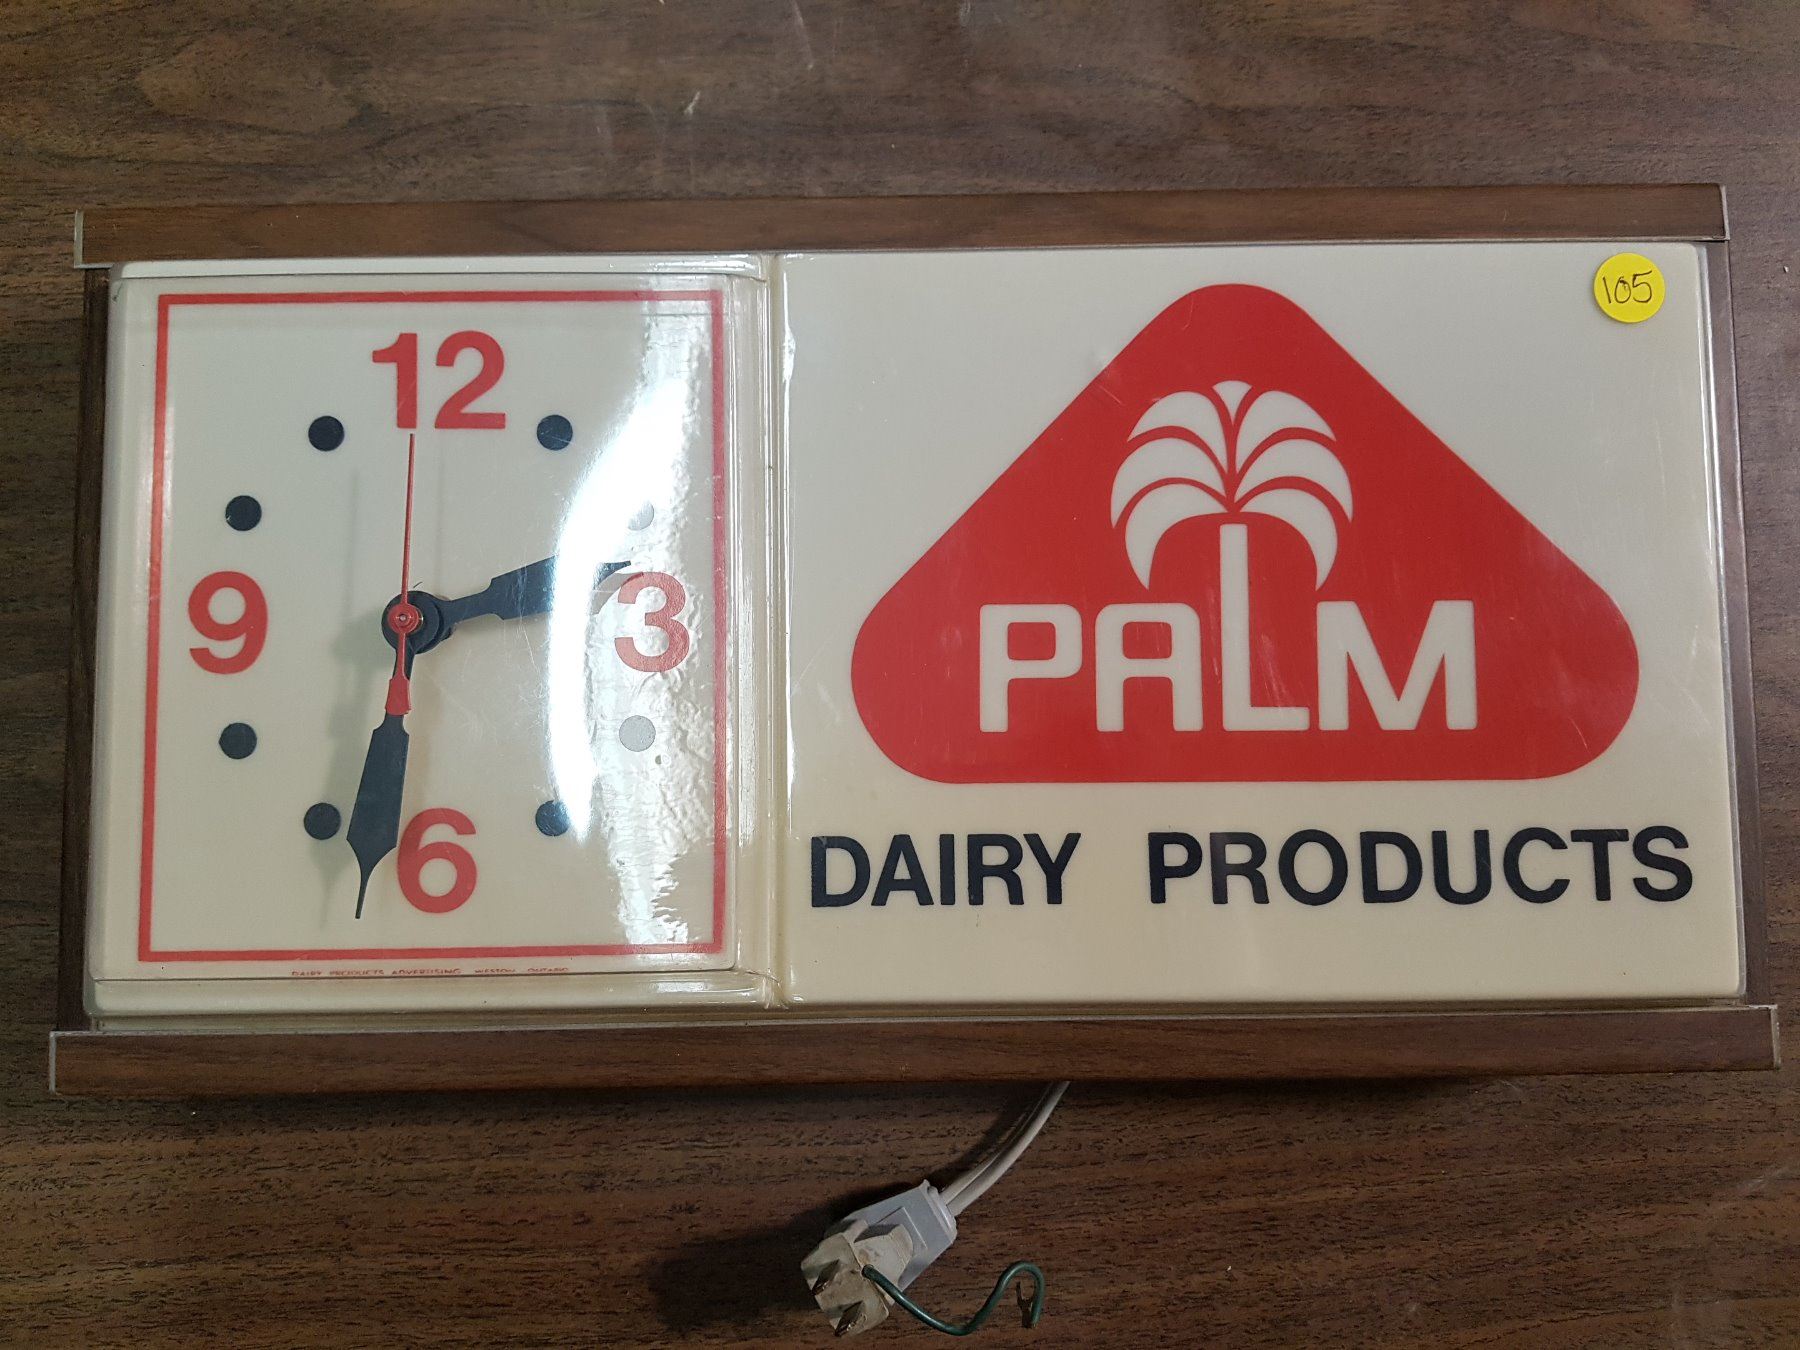 12
9
3
6
DAIRY PRODUCTS ADVERTISING WESTON ONTARIO
105
PALM
DAIRY PRODUCTS